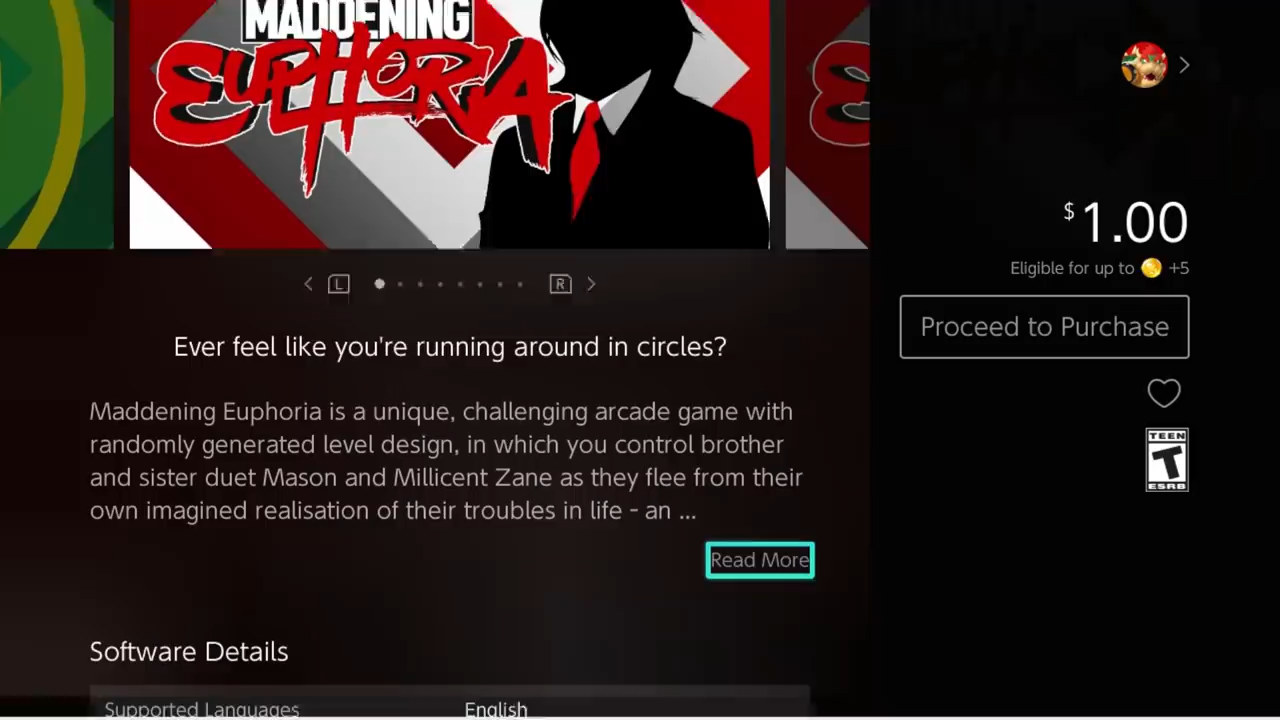 MADDENING
EUPHORIA
$1.00
Eligible for up to +5
Proceed to Purchase
L
R
Ever feel like you're running around in circles?
Maddening Euphoria is a unique, challenging arcade game with
randomly generated level design, in which you control brother
and sister duet Mason and Millicent Zane as they flee from their
own imagined realisation of their troubles in life - an ...
Read More
TEEN
T
ESRB
Software Details
Supported Languages English